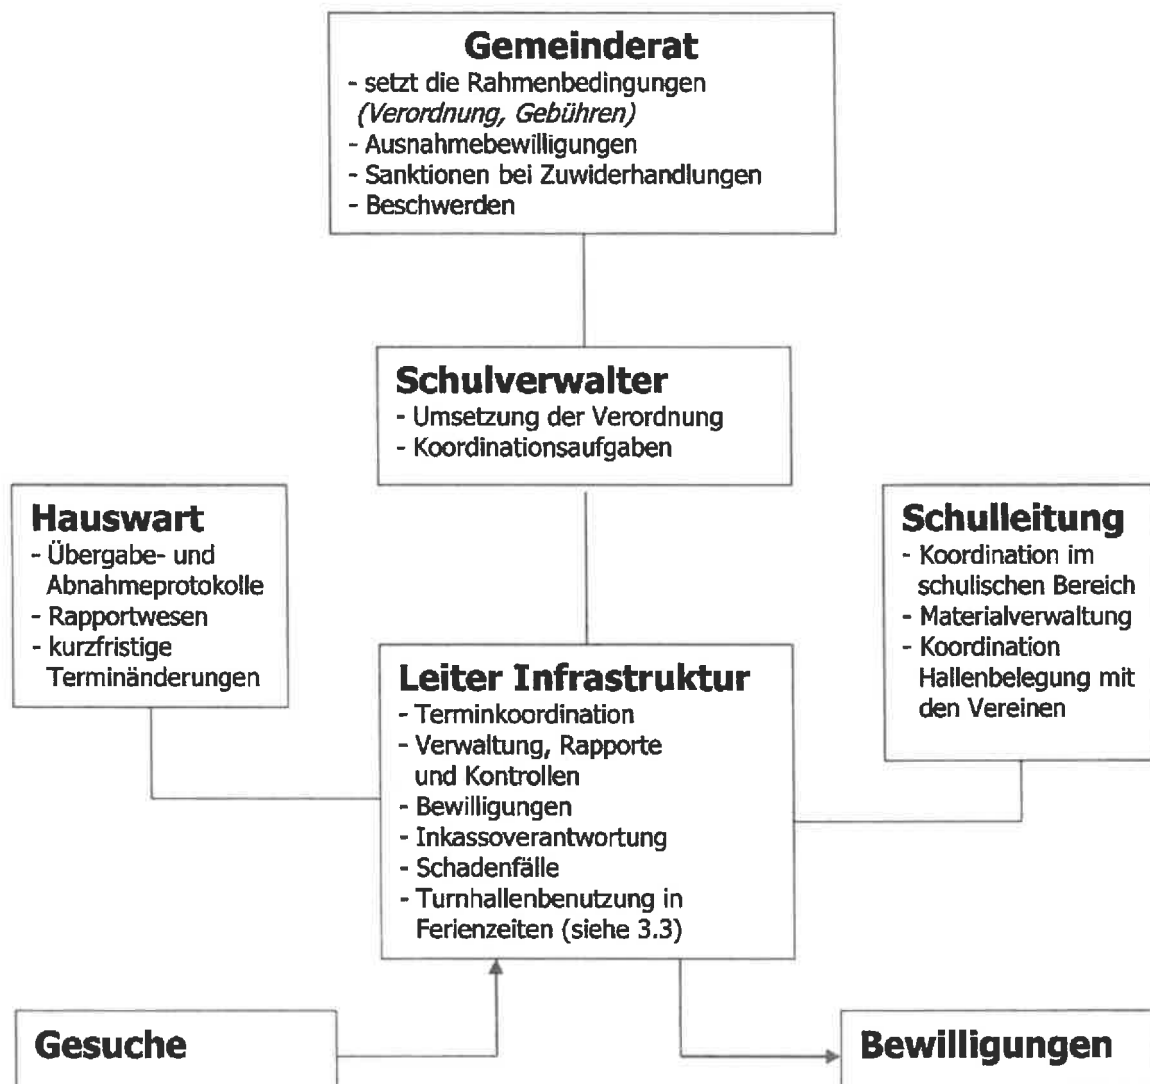 Gemeinderat
- setzt die Rahmenbedingungen
(Verordnung, Gebühren)
- Ausnahmebewilligungen
- Sanktionen bei Zuwiderhandlungen
- Beschwerden
Schulverwalter
- Umsetzung der Verordnung
- Koordinationsaufgaben
Hauswart
- Übergabe- und
Abnahmeprotokolle
- Rapportwesen
- kurzfristige
Terminänderungen
Schulleitung
- Koordination im
schulischen Bereich
- Materialverwaltung
- Koordination
Hallenbelegung mit
den Vereinen
Leiter Infrastruktur
- Terminkoordination
- Verwaltung, Rapporte
und Kontrollen
- Bewilligungen
- Inkassoverantwortung
- Schadenfälle
- Turnhallenbenutzung in
Ferienzeiten (siehe 3.3)
Gesuche
Bewilligungen